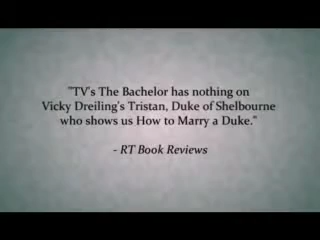 "TV's The Bachelor has nothing on
Vicky Dreiling's Tristan, Duke of Shelbourne
who shows us How to Marry a Duke."
- RT Book Reviews